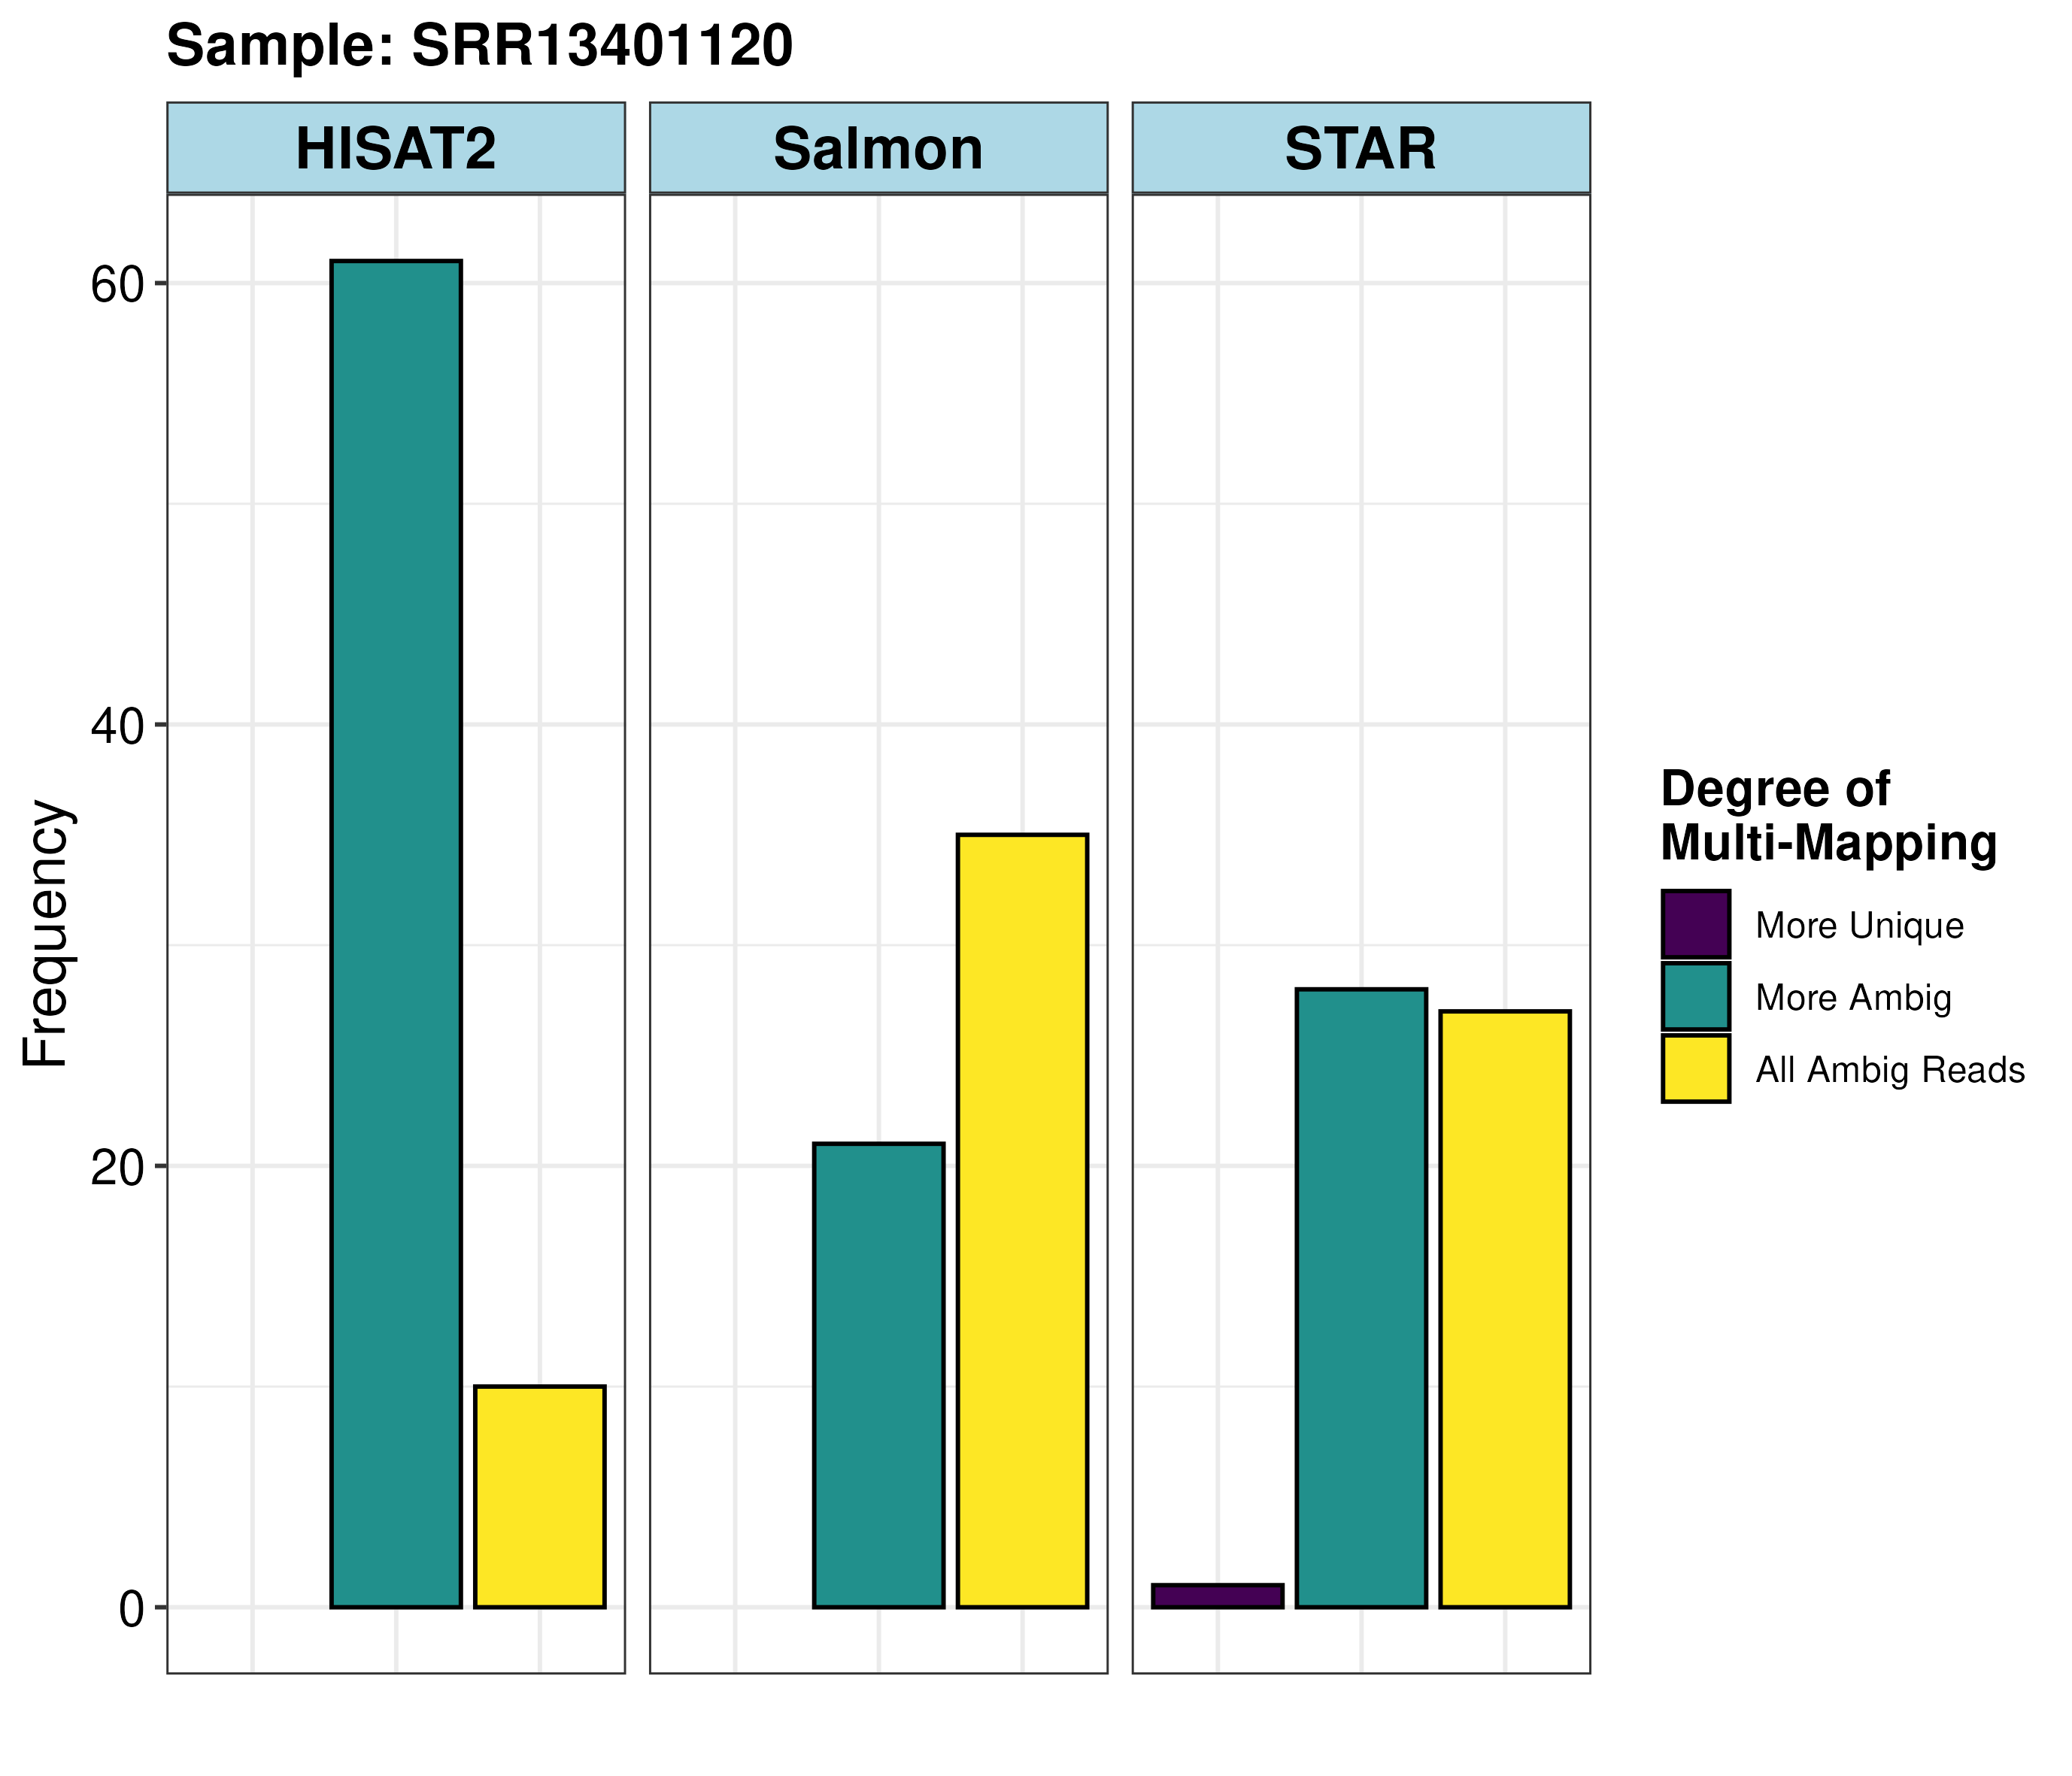 Sample: SRR13401120
HISAT2
Salmon
STAR
60
40
20
0
Frequency
Degree of
Multi-Mapping
More Unique
More Ambig
All Ambig Reads